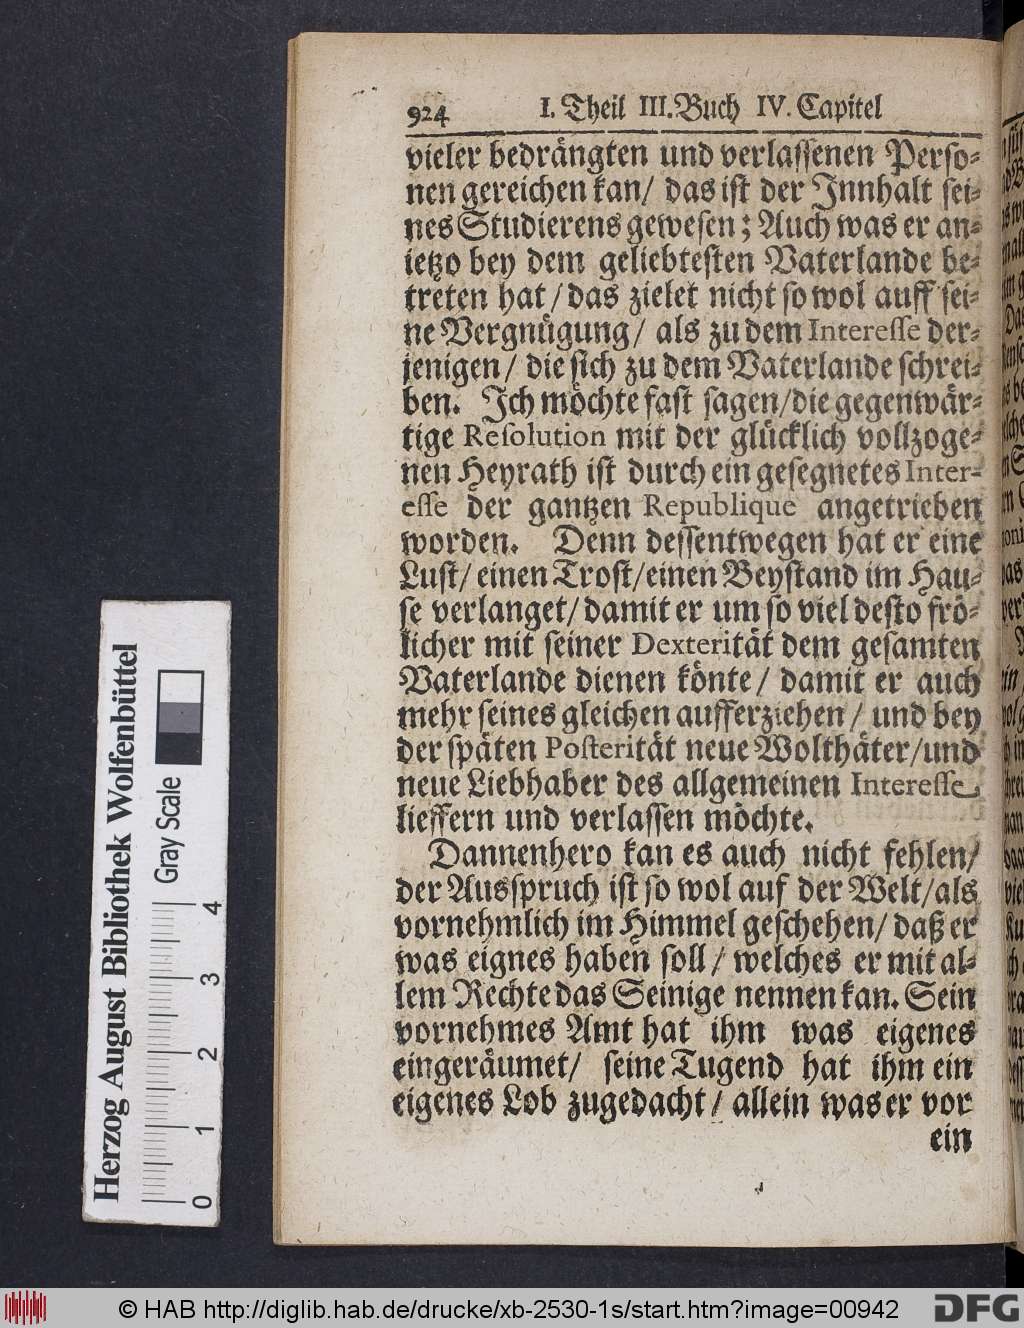 924 I. Theil III. Buch IV. Capitel
vieler bedrängten und verlassenen Perso-
nen gereichen kan/ das ist der Innhalt sei-
nes Studierens gewesen; Auch was er an-
ietzo bey dem geliebtesten Vaterlande be-
treten hat/ das zielet nicht so wol auff sei-
ne Vergnügung/ als zu dem Interesse der-
jenigen/ die sich zu dem Vaterlande schrei-
ben. Ich möchte fast sagen/die gegenwär-
tige Resolution mit der glücklich vollzoge-
nen Heyrath ist durch ein gesegnetes Inter-
esse der gantzen Republique angetrieben
worden. Denn dessentwegen hat er eine
Lust/ einen Trost/einen Beystand im Hau-
se verlanget/ damit er um so viel desto frö-
licher mit seiner Dexterität dem gesamten
Vaterlande dienen könte/ damit er auch
mehr seines gleichen aufferziehen/ und bey
der späten Posterität neue Wolthäter/und
neue Liebhaber des allgemeinen Interesse
lieffern und verlassen möchte.
Dannenhero kan es auch nicht fehlen/
der Ausspruch ist so wol auf der Welt/als
vornehmlich im Himmel geschehen/ daß er
was eignes haben soll/ welches er mit al-
lem Rechte das Seinige nennen kan. Sein
vornehmes Amt hat ihm was eigenes
eingeräumet/ seine Tugend hat ihm ein
eigenes Lob zugedacht/ allein was er vor
ein
Herzog August Bibliothek Wolfenbüttel
Gray Scale
0 1 2 3 4
© HAB http://diglib.hab.de/drucke/xb-2530-1s/start.htm?image=00942
DFG